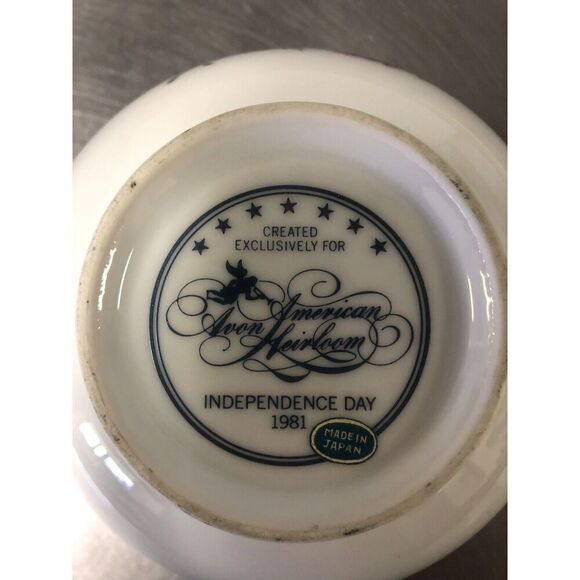 CREATED
EXCLUSIVELY FOR
Avon American
Heirloom
INDEPENDENCE DAY
1981
MADE IN
JAPAN